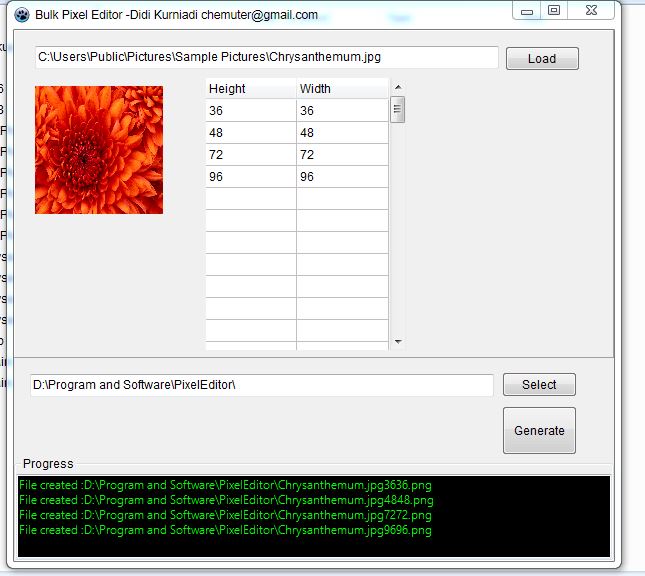 Bulk Pixel Editor -Didi Kurniadi chemuter@gmail.com
C:\Users\Public\Pictures\Sample Pictures\Chrysanthemum.jpg
Load
Height Width
36 36
48 48
72 72
96 96
D:\Program and Software\PixelEditor\
Select
Generate
Progress
File created :D:\Program and Software\PixelEditor\Chrysanthemum.jpg3636.png
File created :D:\Program and Software\PixelEditor\Chrysanthemum.jpg4848.png
File created :D:\Program and Software\PixelEditor\Chrysanthemum.jpg7272.png
File created :D:\Program and Software\PixelEditor\Chrysanthemum.jpg9696.png